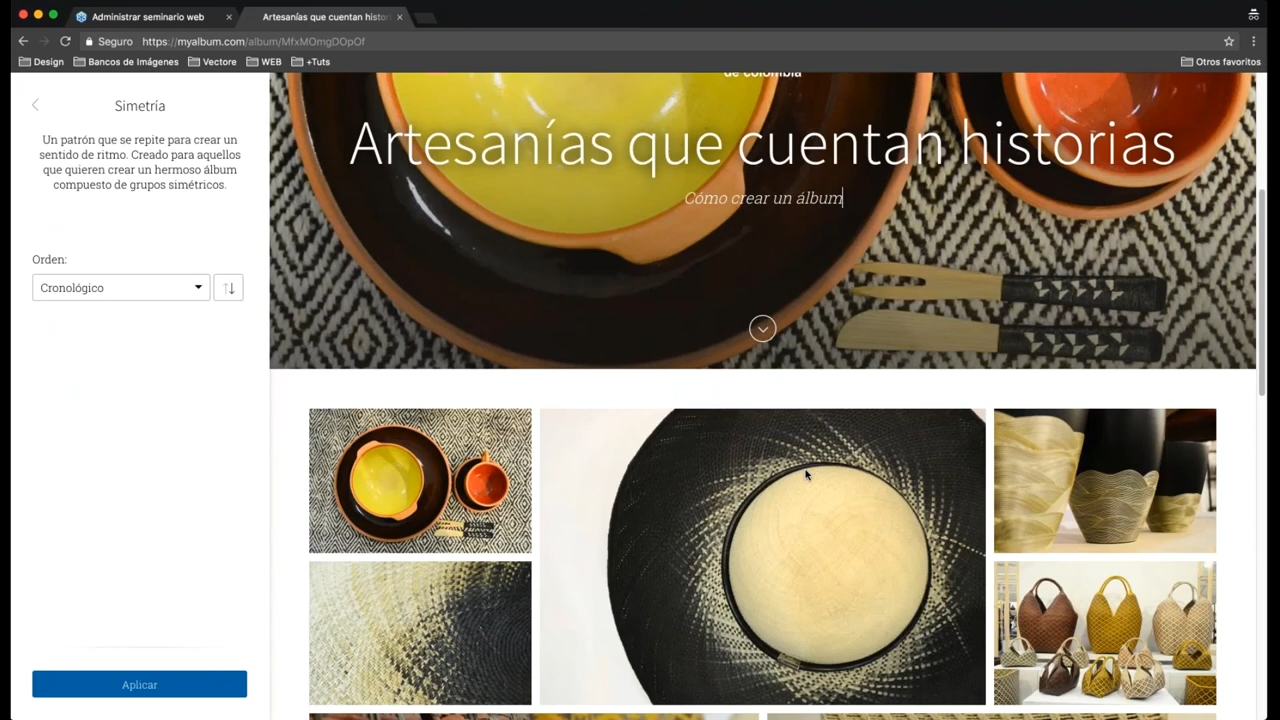 Administrar seminario web
Artesanías que cuentan histor
Seguro
https://myalbum.com/album/MfxMOmgDOpOf
Design
Bancos de Imágenes
Vectore
WEB
+Tuts
Otros favoritos
Simetría
Un patrón que se repite para crear un
sentido de ritmo. Creado para aquellos
que quieren crear un hermoso álbum
compuesto de grupos simétricos.
Orden:
Cronológico
Aplicar
de colombia
Artesanías que cuentan historias
Cómo crear un álbum